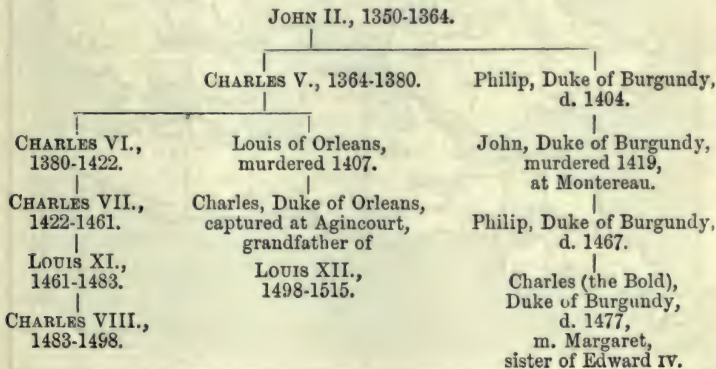 JOHN II., 1350-1364.
CHARLES V., 1364-1380.
Philip, Duke of Burgundy,
d. 1404.
CHARLES VI.,
1380-1422.
Louis of Orleans,
murdered 1407.
John, Duke of Burgundy,
murdered 1419,
at Montereau.
CHARLES VII.,
1422-1461.
Charles, Duke of Orleans,
captured at Agincourt,
grandfather of
Philip, Duke of Burgundy,
d. 1467.
LOUIS XI.,
1461-1483.
LOUIS XII.,
1498-1515.
Charles (the Bold),
Duke of Burgundy,
d. 1477,
m. Margaret,
sister of Edward IV.
CHARLES VIII.,
1483-1498.